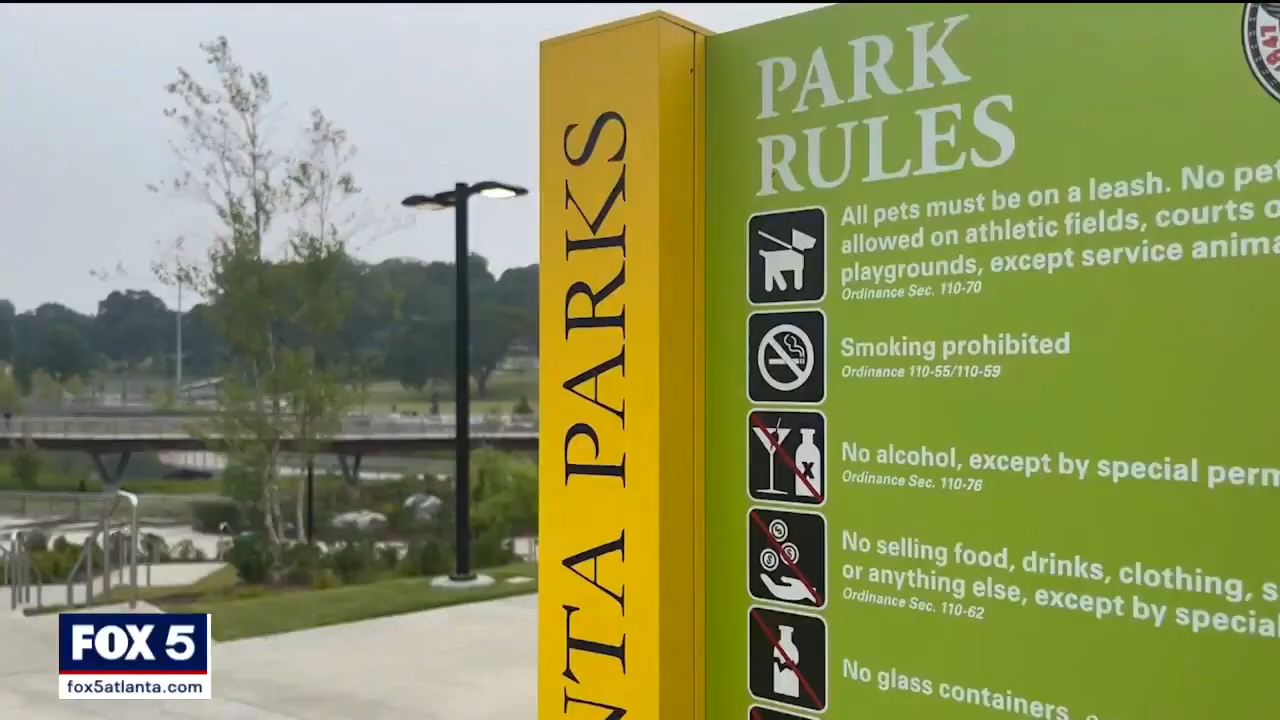 NTA PARKS
PARK
RULES
All pets must be on a leash. No pet
allowed on athletic fields, courts o
playgrounds, except service anima
Ordinance Sec. 110-70
Smoking prohibited
Ordinance 110-55/110-59
No alcohol, except by special perm
Ordinance Sec. 110-76
No selling food, drinks, clothing, s
or anything else, except by special
Ordinance Sec. 110-62
No glass containers,
FOX 5
fox5atlanta.com